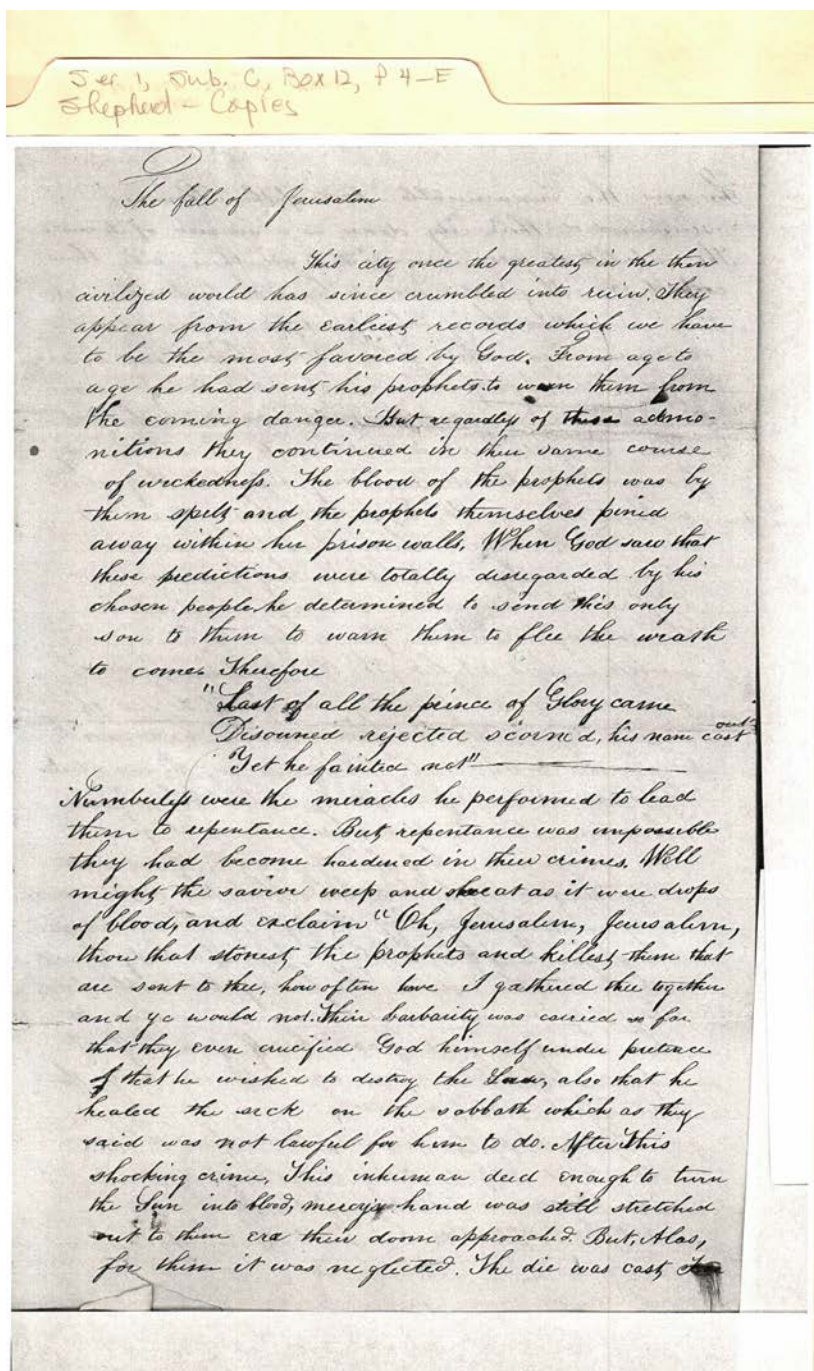 Ser 1, Sub. C, Box 12, P 4-E
Shepherd - Copies
The fall of Jerusalem
This city once the greatest, in the then
civilized world has since crumbled into ruin. They
appear from the earliest, records which we have
to be the most, favored by God. From age to
age he had sent, his prophets. to warn them from
the coming danger. But regardless of these admo-
nitions they continued in their same course
of wickedness. The blood of the prophets was by
them spilt, and the prophets themselves pined
away within her prison walls. When God saw that
these predictions were totally disregarded by his
chosen people, he determined to send his only
son to them to warn them to flee the wrath
to come. Therefore
"Last of all the prince of Glory came
Disowned rejected scorn'd, his name cast out
Yet he fainted not"
Numberless were the miracles he performed to lead
them to repentance. But, repentance was impossible
they had become hardened in their crimes. Well
might, the savior weep and sweat as it were drops
of blood, and exclaim "Oh, Jerusalem, Jerusalem,
thou that stonest, the prophets and killest, them that
are sent to thee, how often have I gathered thee together
and ye would not. Their barbarity was carried so far
that they even crucified God himself under pretence
that he wished to destroy the Law, also that he
healed the sick on the sabbath which as they
said was not lawful for him to do. After this
shocking crime, This inhuman deed enough to turn
the Sun into blood, mercy's hand was still stretched
out to them ere their doom approached. But, Alas,
for them it was neglected. The die was cast,